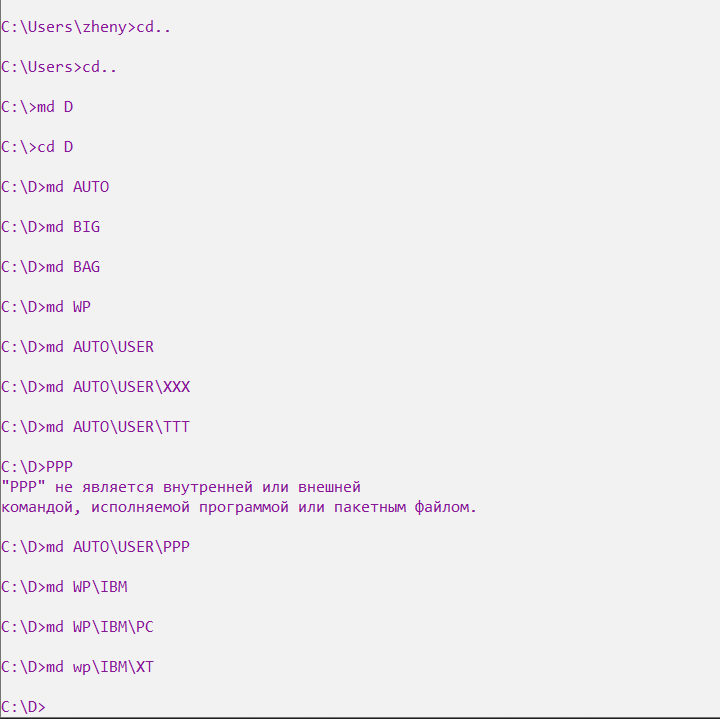 C:\Users\zheny>cd..
C:\Users>cd..
C:\>md D
C:\>cd D
C:\D>md AUTO
C:\D>md BIG
C:\D>md BAG
C:\D>md WP
C:\D>md AUTO\USER
C:\D>md AUTO\USER\XXX
C:\D>md AUTO\USER\TTT
C:\D>PPP
"PPP" не является внутренней или внешней
командой, исполняемой программой или пакетным файлом.
C:\D>md AUTO\USER\PPP
C:\D>md WP\IBM
C:\D>md WP\IBM\PC
C:\D>md wp\IBM\XT
C:\D>